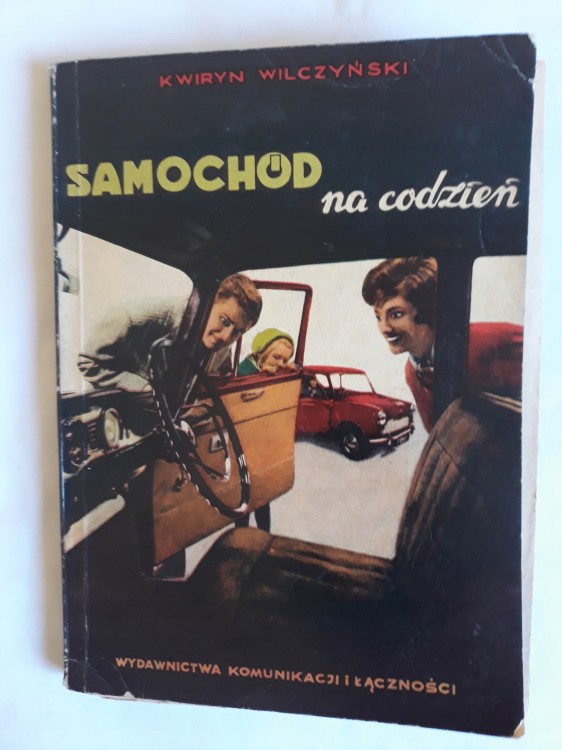 KWIRYN WILCZYŃSKI
SAMOCHÓD
na codzień
WYDAWNICTWA KOMUNIKACJI i ŁĄCZNOŚCI